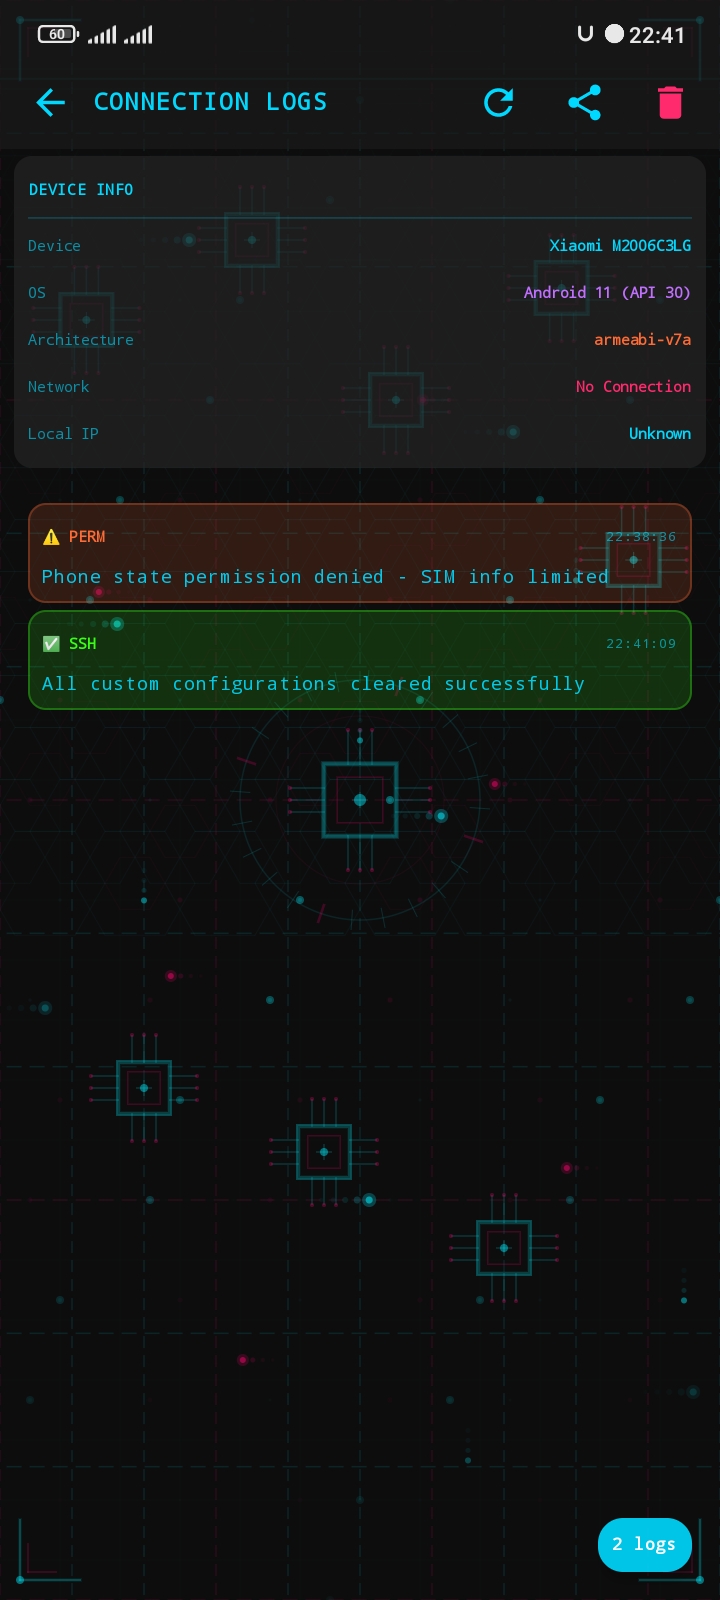 60 22:41
CONNECTION LOGS
DEVICE INFO
Device Xiaomi M2006C3LG
OS Android 11 (API 30)
Architecture armeabi-v7a
Network No Connection
Local IP Unknown
⚠️ PERM 22:38:36
Phone state permission denied - SIM info limited
✅ SSH 22:41:09
All custom configurations cleared successfully
2 logs